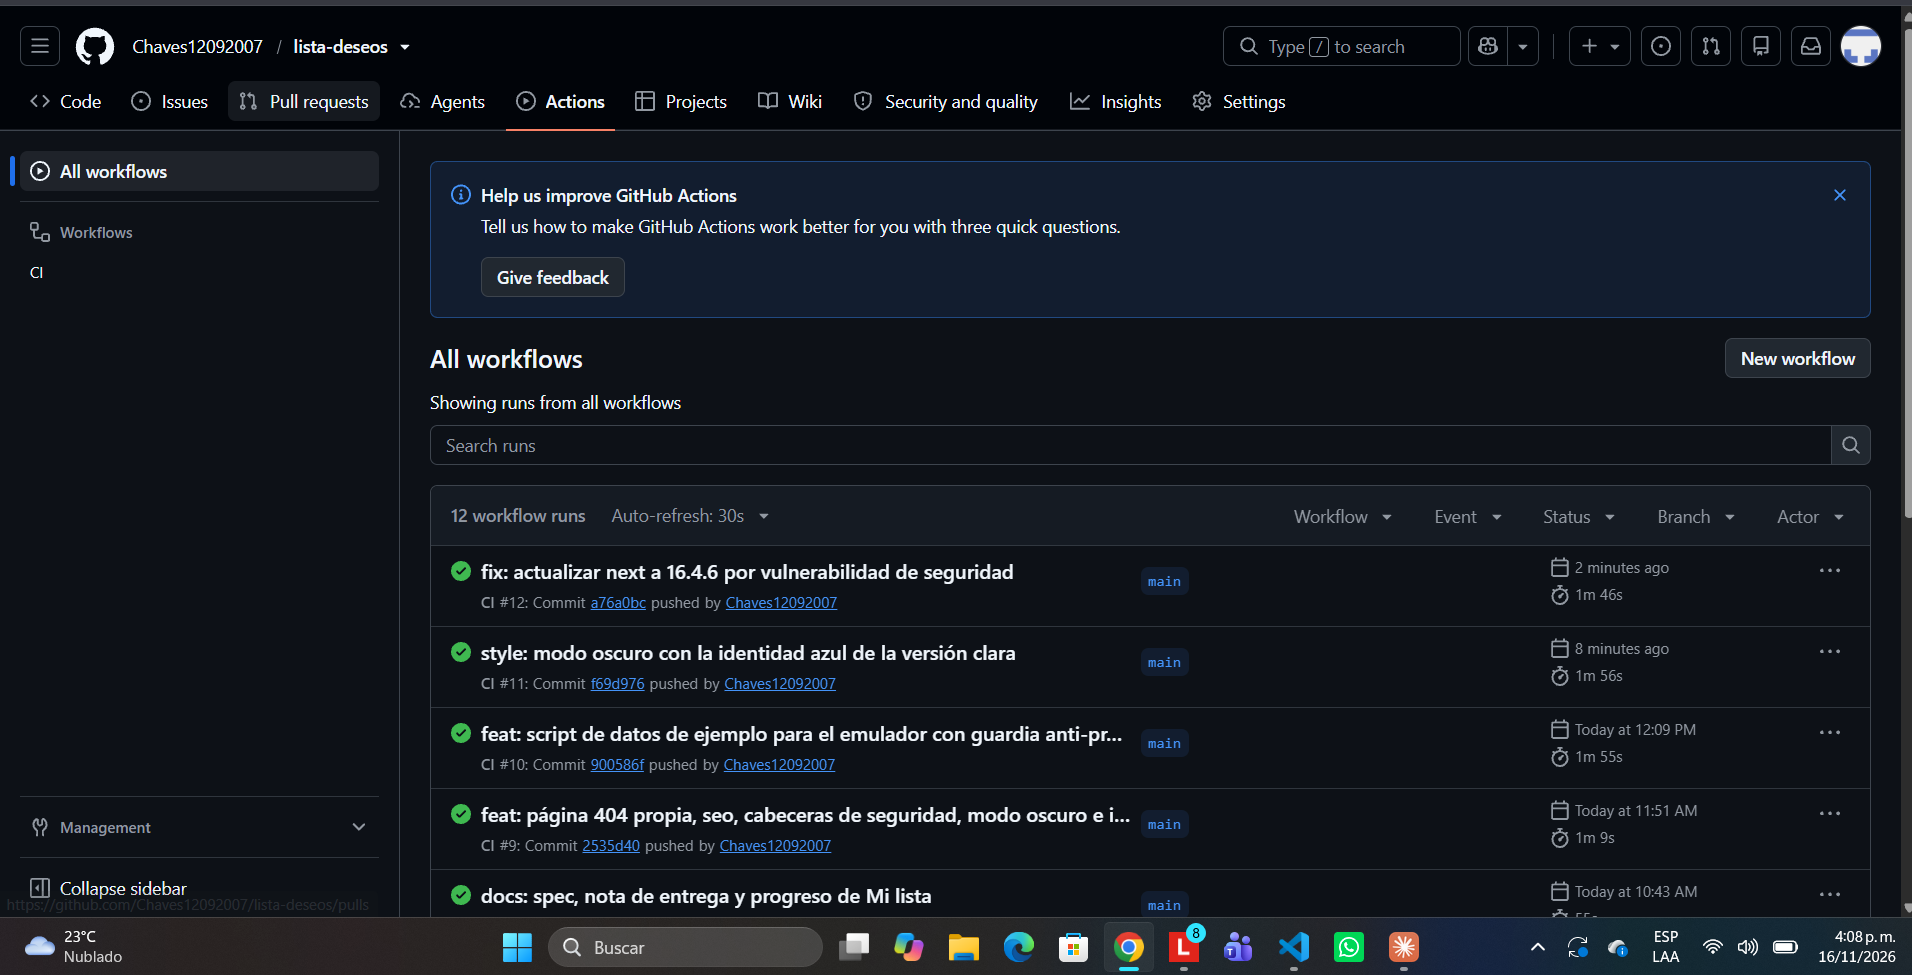 Chaves12092007 / lista-deseos
Type / to search
Code
Issues
Pull requests
Agents
Actions
Projects
Wiki
Security and quality
Insights
Settings
All workflows
Workflows
CI
Management
Collapse sidebar
https://github.com/Chaves12092007/lista-deseos/pulls
Help us improve GitHub Actions
Tell us how to make GitHub Actions work better for you with three quick questions.
Give feedback
All workflows
New workflow
Showing runs from all workflows
Search runs
12 workflow runs
Auto-refresh: 30s
Workflow
Event
Status
Branch
Actor
fix: actualizar next a 16.4.6 por vulnerabilidad de seguridad
CI #12: Commit a76a0bc pushed by Chaves12092007
main
2 minutes ago
1m 46s
style: modo oscuro con la identidad azul de la versión clara
CI #11: Commit f69d976 pushed by Chaves12092007
main
8 minutes ago
1m 56s
feat: script de datos de ejemplo para el emulador con guardia anti-pr...
CI #10: Commit 900586f pushed by Chaves12092007
main
Today at 12:09 PM
1m 55s
feat: página 404 propia, seo, cabeceras de seguridad, modo oscuro e i...
CI #9: Commit 2535d40 pushed by Chaves12092007
main
Today at 11:51 AM
1m 9s
docs: spec, nota de entrega y progreso de Mi lista
main
Today at 10:43 AM
23°C
Nublado
Buscar
L
8
T
ESP
LAA
4:08 p. m.
16/11/2026